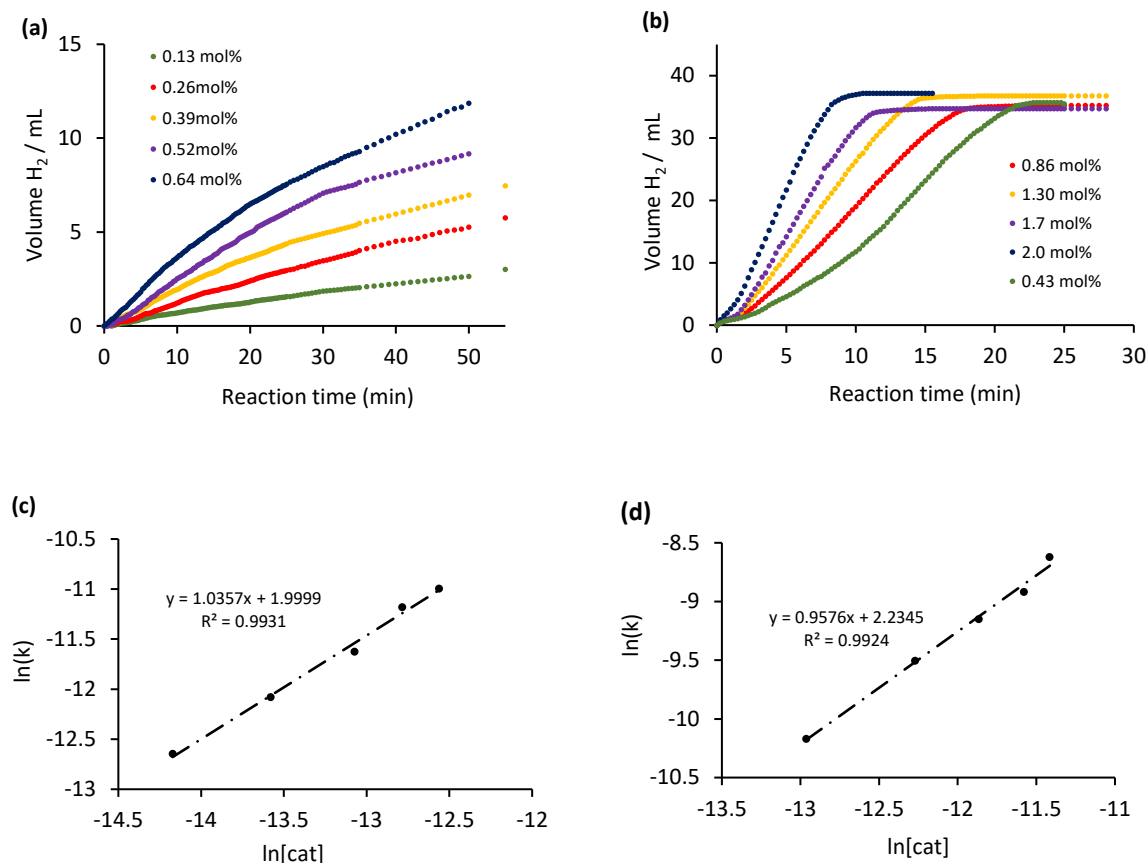 (a)
15
10
5
0
Volume H₂ / mL
0.13 mol%
0.26mol%
0.39mol%
0.52mol%
0.64 mol%
0 10 20 30 40 50
Reaction time (min)
(b)
40
30
20
10
0
Volume H₂ / mL
0.86 mol%
1.30 mol%
1.7 mol%
2.0 mol%
0.43 mol%
0 5 10 15 20 25 30
Reaction time (min)
(c)
-10.5
-11
-11.5
-12
-12.5
-13
ln(k)
y = 1.0357x + 1.9999
R² = 0.9931
-14.5 -14 -13.5 -13 -12.5 -12
ln[cat]
(d)
-8.5
-9
-9.5
-10
-10.5
ln(k)
y = 0.9576x + 2.2345
R² = 0.9924
-13.5 -13 -12.5 -12 -11.5 -11
ln[cat]